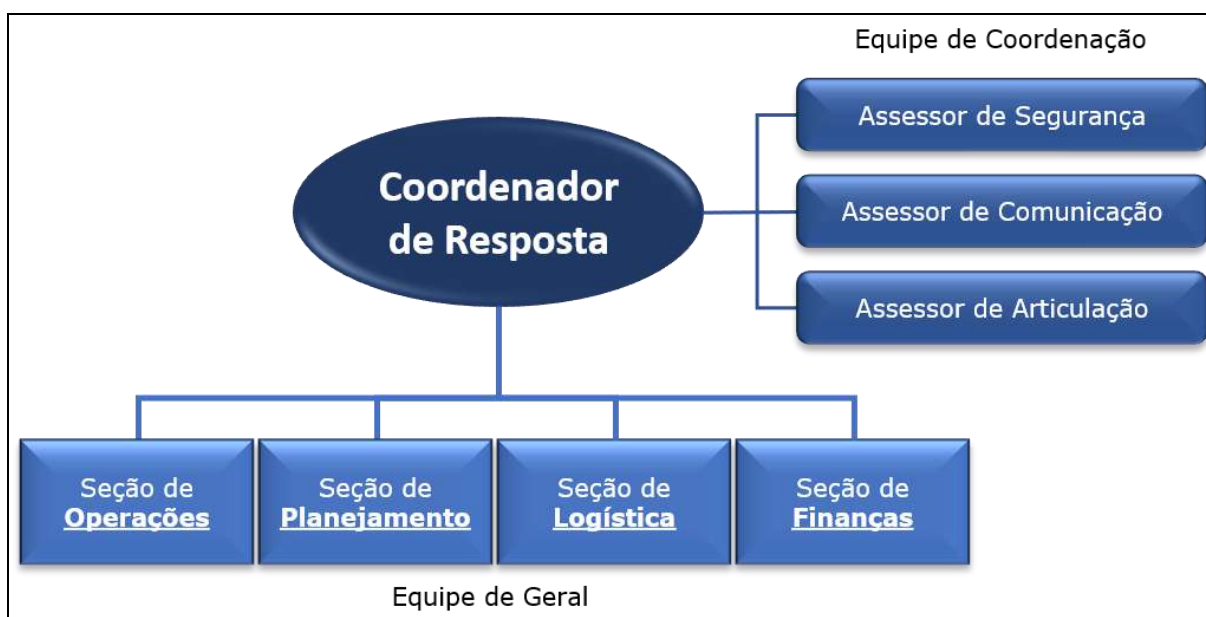 Equipe de Coordenação
Assessor de Segurança
Assessor de Comunicação
Assessor de Articulação
Coordenador
de Resposta
Seção de
Operações
Seção de
Planejamento
Seção de
Logística
Seção de
Finanças
Equipe de Geral